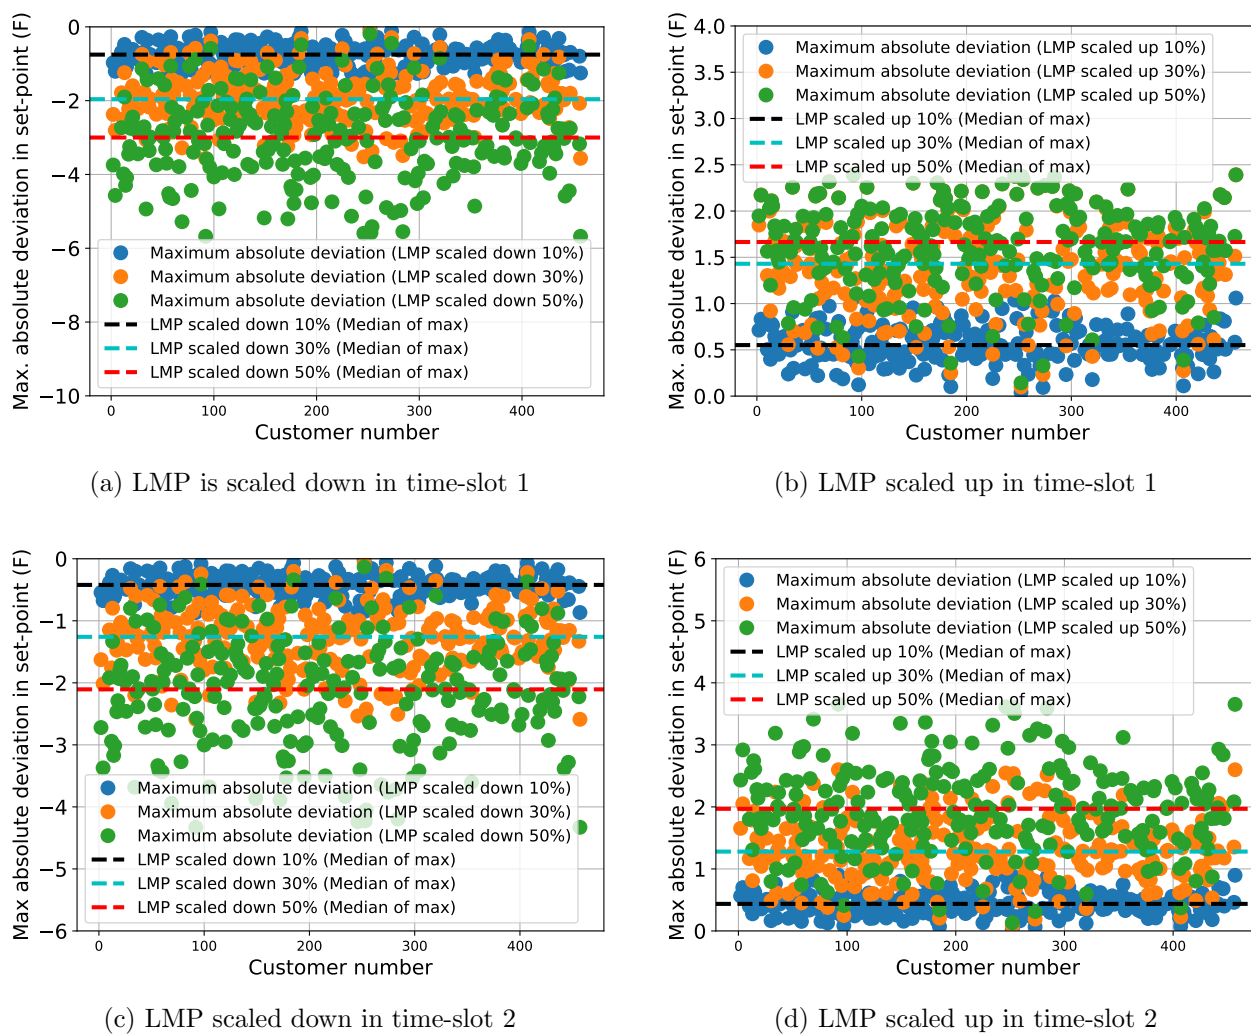 Max. absolute deviation in set-point (F)
0
−2
−4
−6
−8
−10
Maximum absolute deviation (LMP scaled down 10%)
Maximum absolute deviation (LMP scaled down 30%)
Maximum absolute deviation (LMP scaled down 50%)
LMP scaled down 10% (Median of max)
LMP scaled down 30% (Median of max)
LMP scaled down 50% (Median of max)
0 100 200 300 400
Customer number
(a) LMP is scaled down in time-slot 1
Max. absolute deviation in set-point (F)
4.0
3.5
3.0
2.5
2.0
1.5
1.0
0.5
0.0
Maximum absolute deviation (LMP scaled up 10%)
Maximum absolute deviation (LMP scaled up 30%)
Maximum absolute deviation (LMP scaled up 50%)
LMP scaled up 10% (Median of max)
LMP scaled up 30% (Median of max)
LMP scaled up 50% (Median of max)
0 100 200 300 400
Customer number
(b) LMP scaled up in time-slot 1
Max absolute deviation in set-point (F)
0
−1
−2
−3
−4
−5
−6
Maximum absolute deviation (LMP scaled down 10%)
Maximum absolute deviation (LMP scaled down 30%)
Maximum absolute deviation (LMP scaled down 50%)
LMP scaled down 10% (Median of max)
LMP scaled down 30% (Median of max)
LMP scaled down 50% (Median of max)
0 100 200 300 400
Customer number
(c) LMP scaled down in time-slot 2
Max absolute deviation in set-point (F)
6
5
4
3
2
1
0
Maximum absolute deviation (LMP scaled up 10%)
Maximum absolute deviation (LMP scaled up 30%)
Maximum absolute deviation (LMP scaled up 50%)
LMP scaled up 10% (Median of max)
LMP scaled up 30% (Median of max)
LMP scaled up 50% (Median of max)
0 100 200 300 400
Customer number
(d) LMP scaled up in time-slot 2